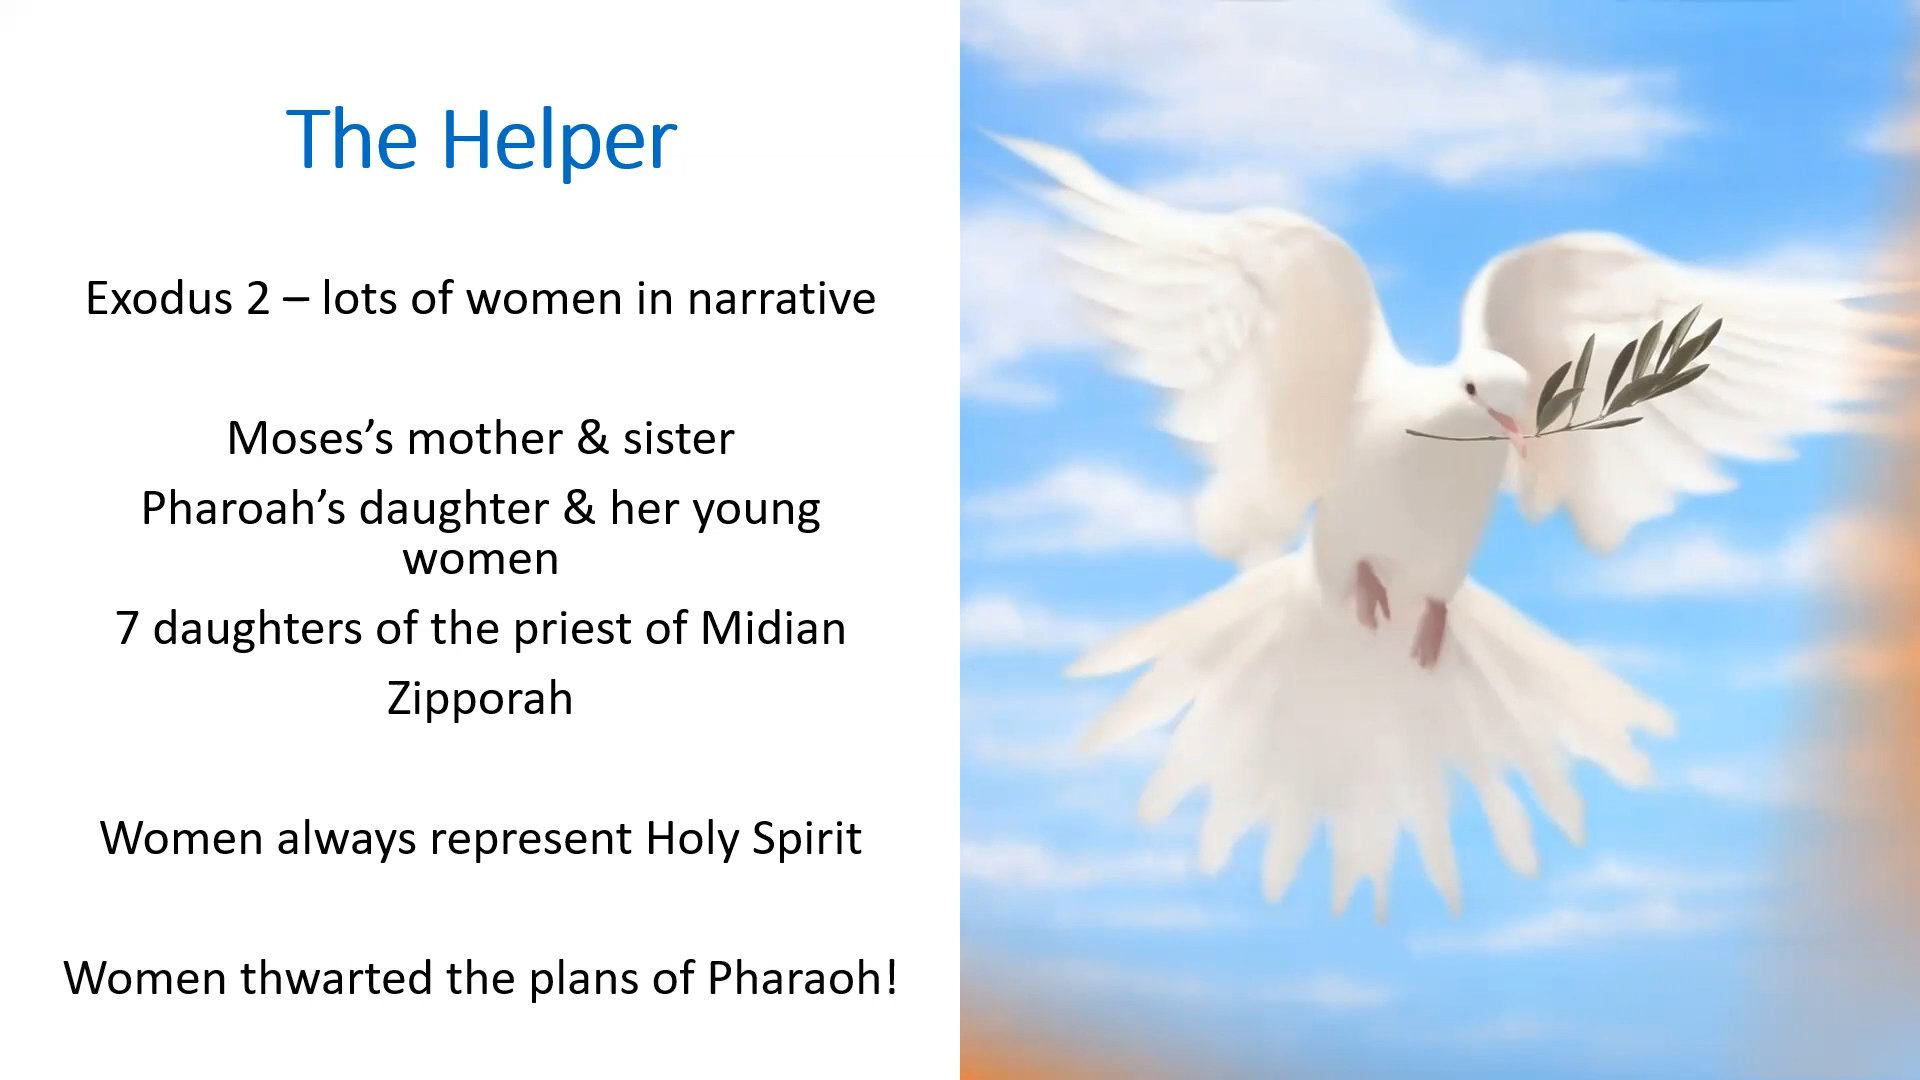 The Helper
Exodus 2 – lots of women in narrative
Moses’s mother & sister
Pharoah’s daughter & her young
women
7 daughters of the priest of Midian
Zipporah
Women always represent Holy Spirit
Women thwarted the plans of Pharaoh!